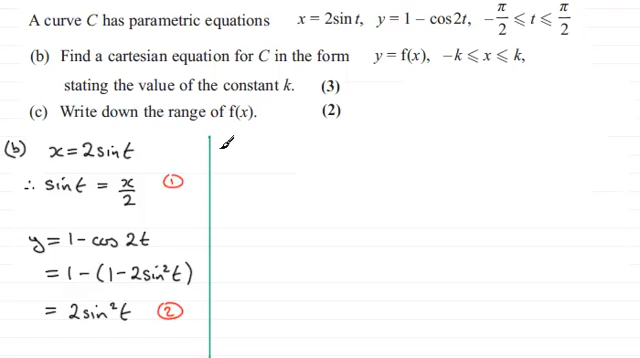 A curve C has parametric equations x = 2sin t, y = 1 − cos 2t, −π/2 ⩽ t ⩽ π/2
(b) Find a cartesian equation for C in the form y = f(x), −k ⩽ x ⩽ k,
stating the value of the constant k. (3)
(c) Write down the range of f(x). (2)
(b) x = 2sin t
∴ sin t = x/2 ①
y = 1 − cos 2t
= 1 − (1 − 2sin²t)
= 2sin²t ②